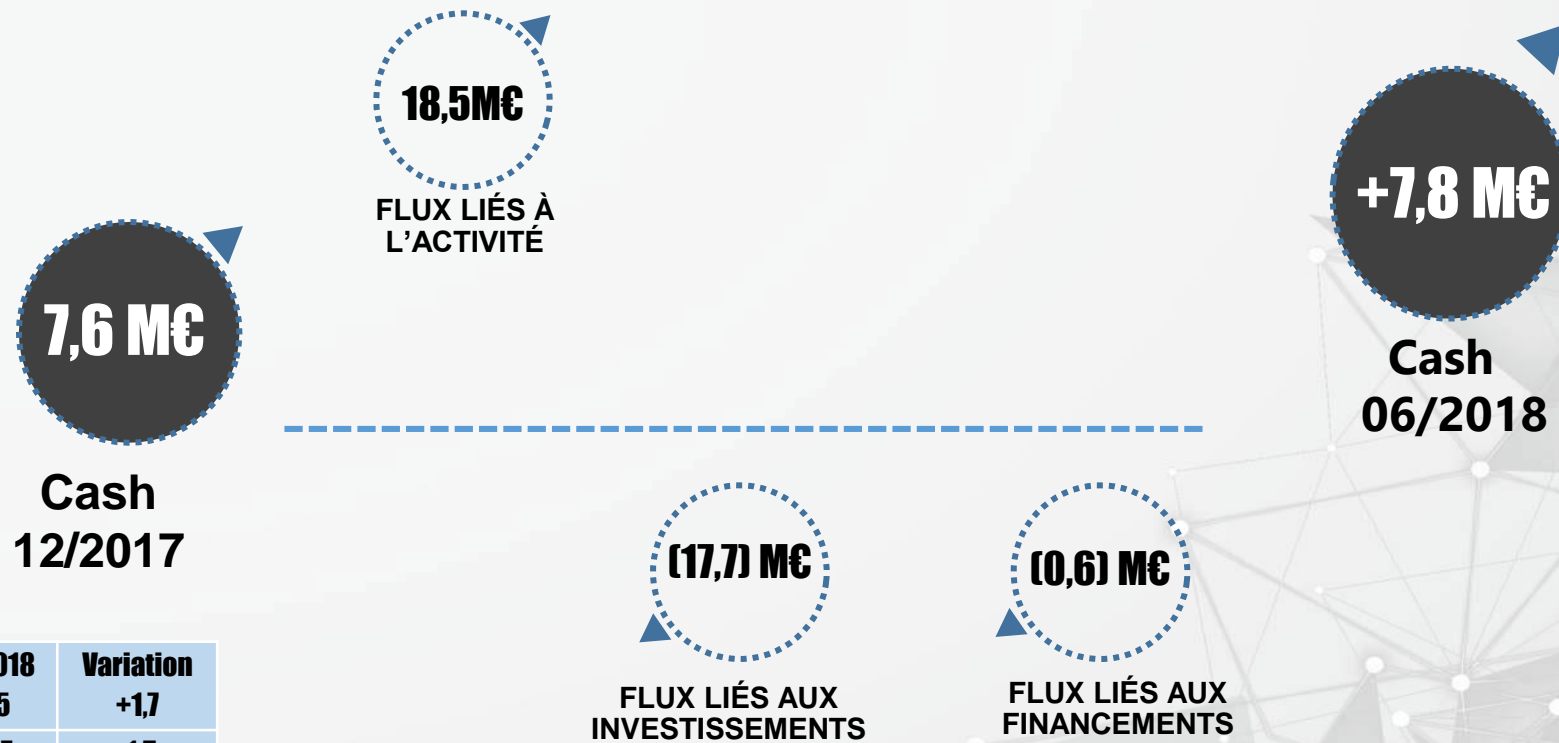 18,5M€
FLUX LIÉS À
L’ACTIVITÉ
+7,8 M€
Cash
06/2018
7,6 M€
Cash
12/2017
(17,7) M€
FLUX LIÉS AUX
INVESTISSEMENTS
(0,6) M€
FLUX LIÉS AUX
FINANCEMENTS
Variation
+1,7